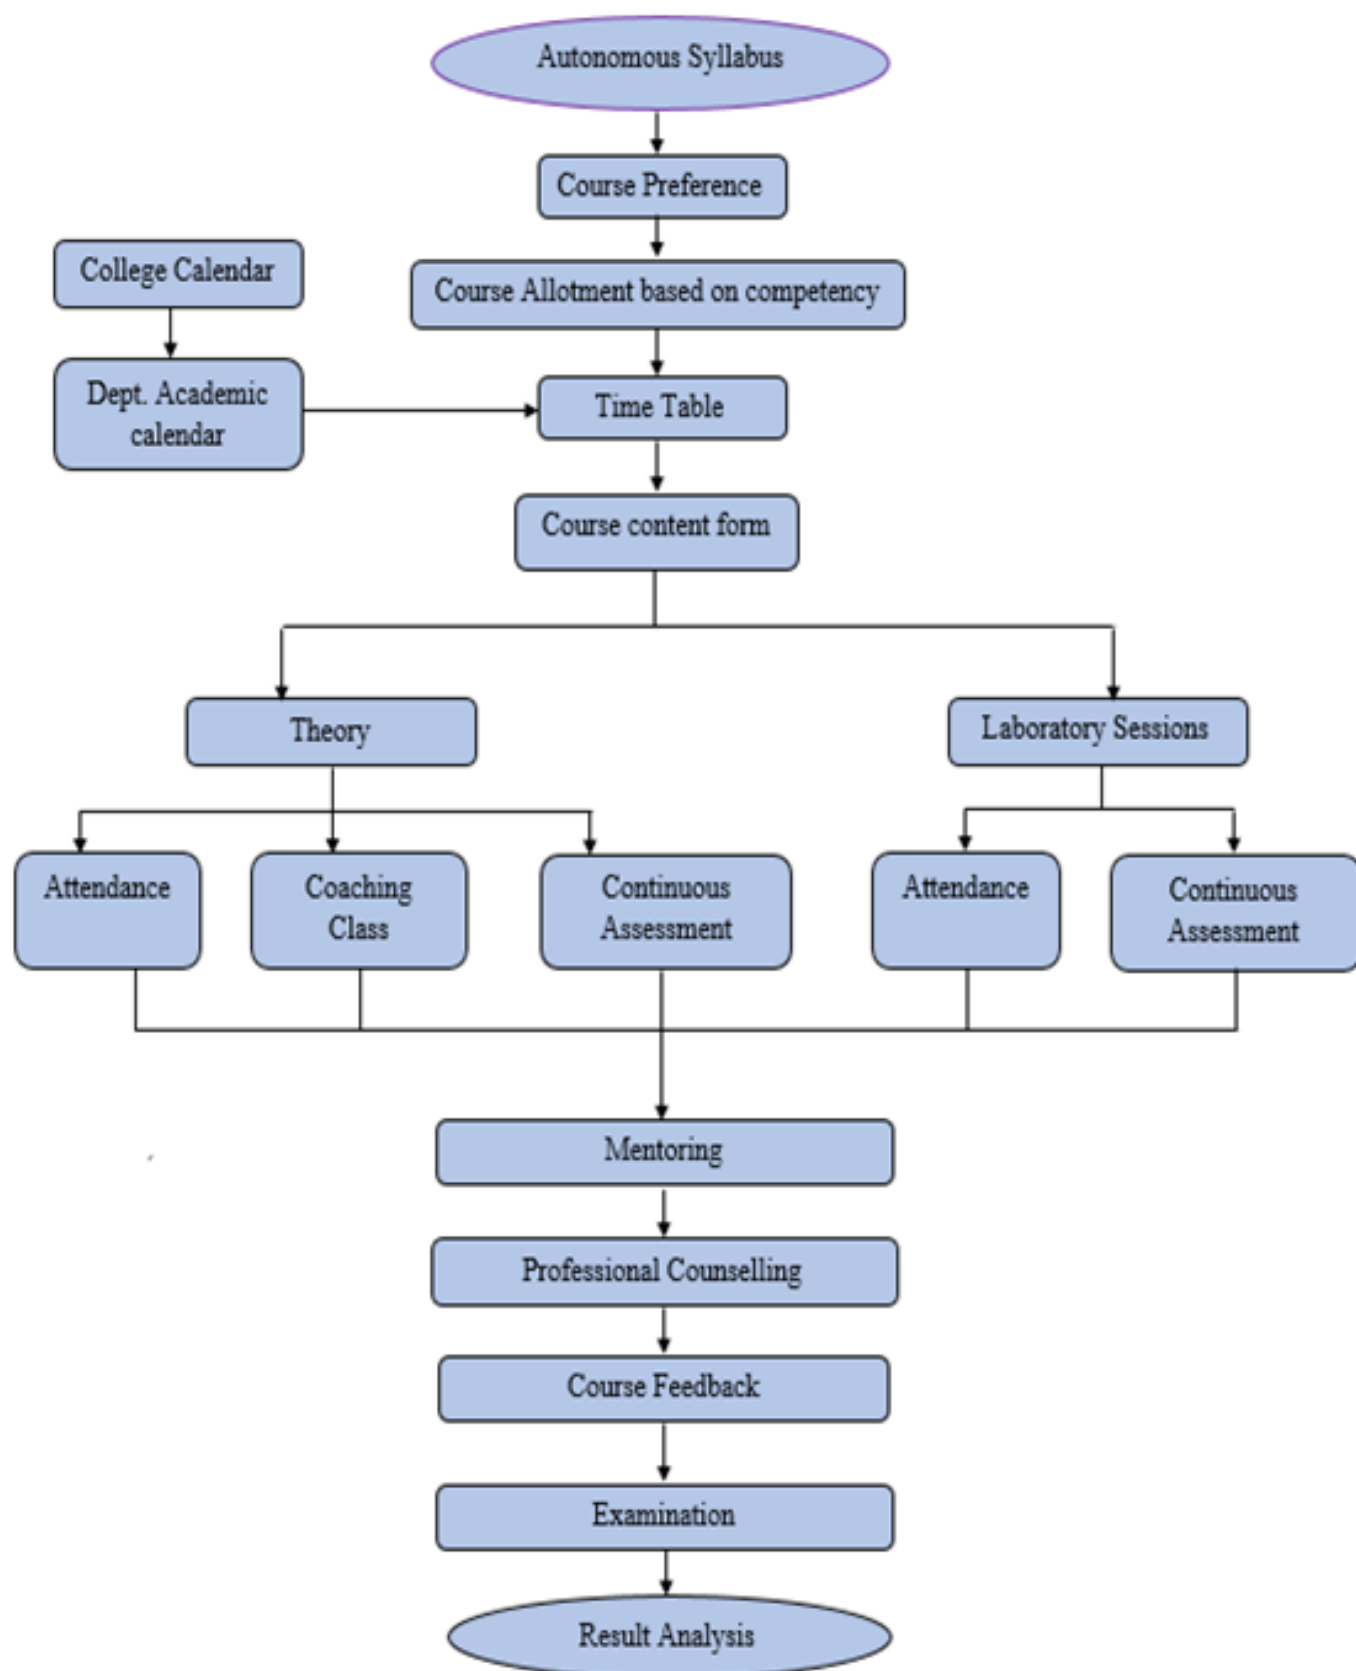 Autonomous Syllabus
Course Preference
College Calendar
Course Allotment based on competency
Dept. Academic
calendar
Time Table
Course content form
Theory
Laboratory Sessions
Attendance
Coaching
Class
Continuous
Assessment
Attendance
Continuous
Assessment
Mentoring
Professional Counselling
Course Feedback
Examination
Result Analysis